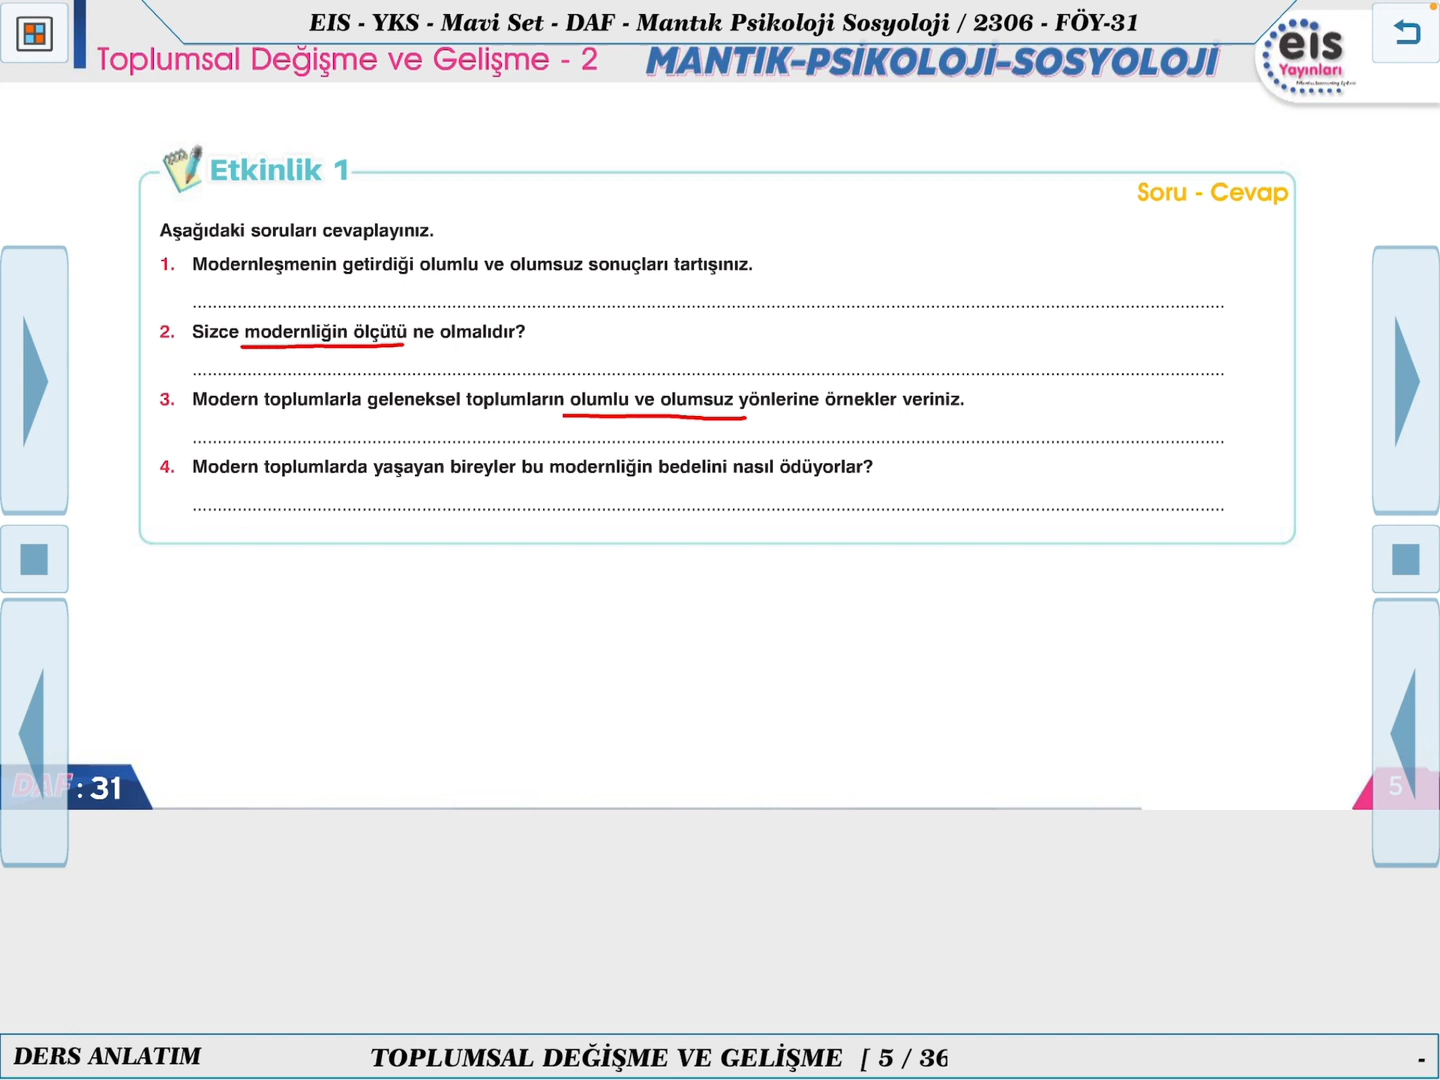 EIS - YKS - Mavi Set - DAF - Mantık Psikoloji Sosyoloji / 2306 - FÖY-31
Toplumsal Değişme ve Gelişme - 2
MANTIK-PSİKOLOJİ-SOSYOLOJİ
eis
Yayınları
Etkinlik 1
Soru - Cevap
Aşağıdaki soruları cevaplayınız.
1. Modernleşmenin getirdiği olumlu ve olumsuz sonuçları tartışınız.
2. Sizce modernliğin ölçütü ne olmalıdır?
3. Modern toplumlarla geleneksel toplumların olumlu ve olumsuz yönlerine örnekler veriniz.
4. Modern toplumlarda yaşayan bireyler bu modernliğin bedelini nasıl ödüyorlar?
DAF : 31
5
DERS ANLATIM
TOPLUMSAL DEĞİŞME VE GELİŞME [ 5 / 36
-